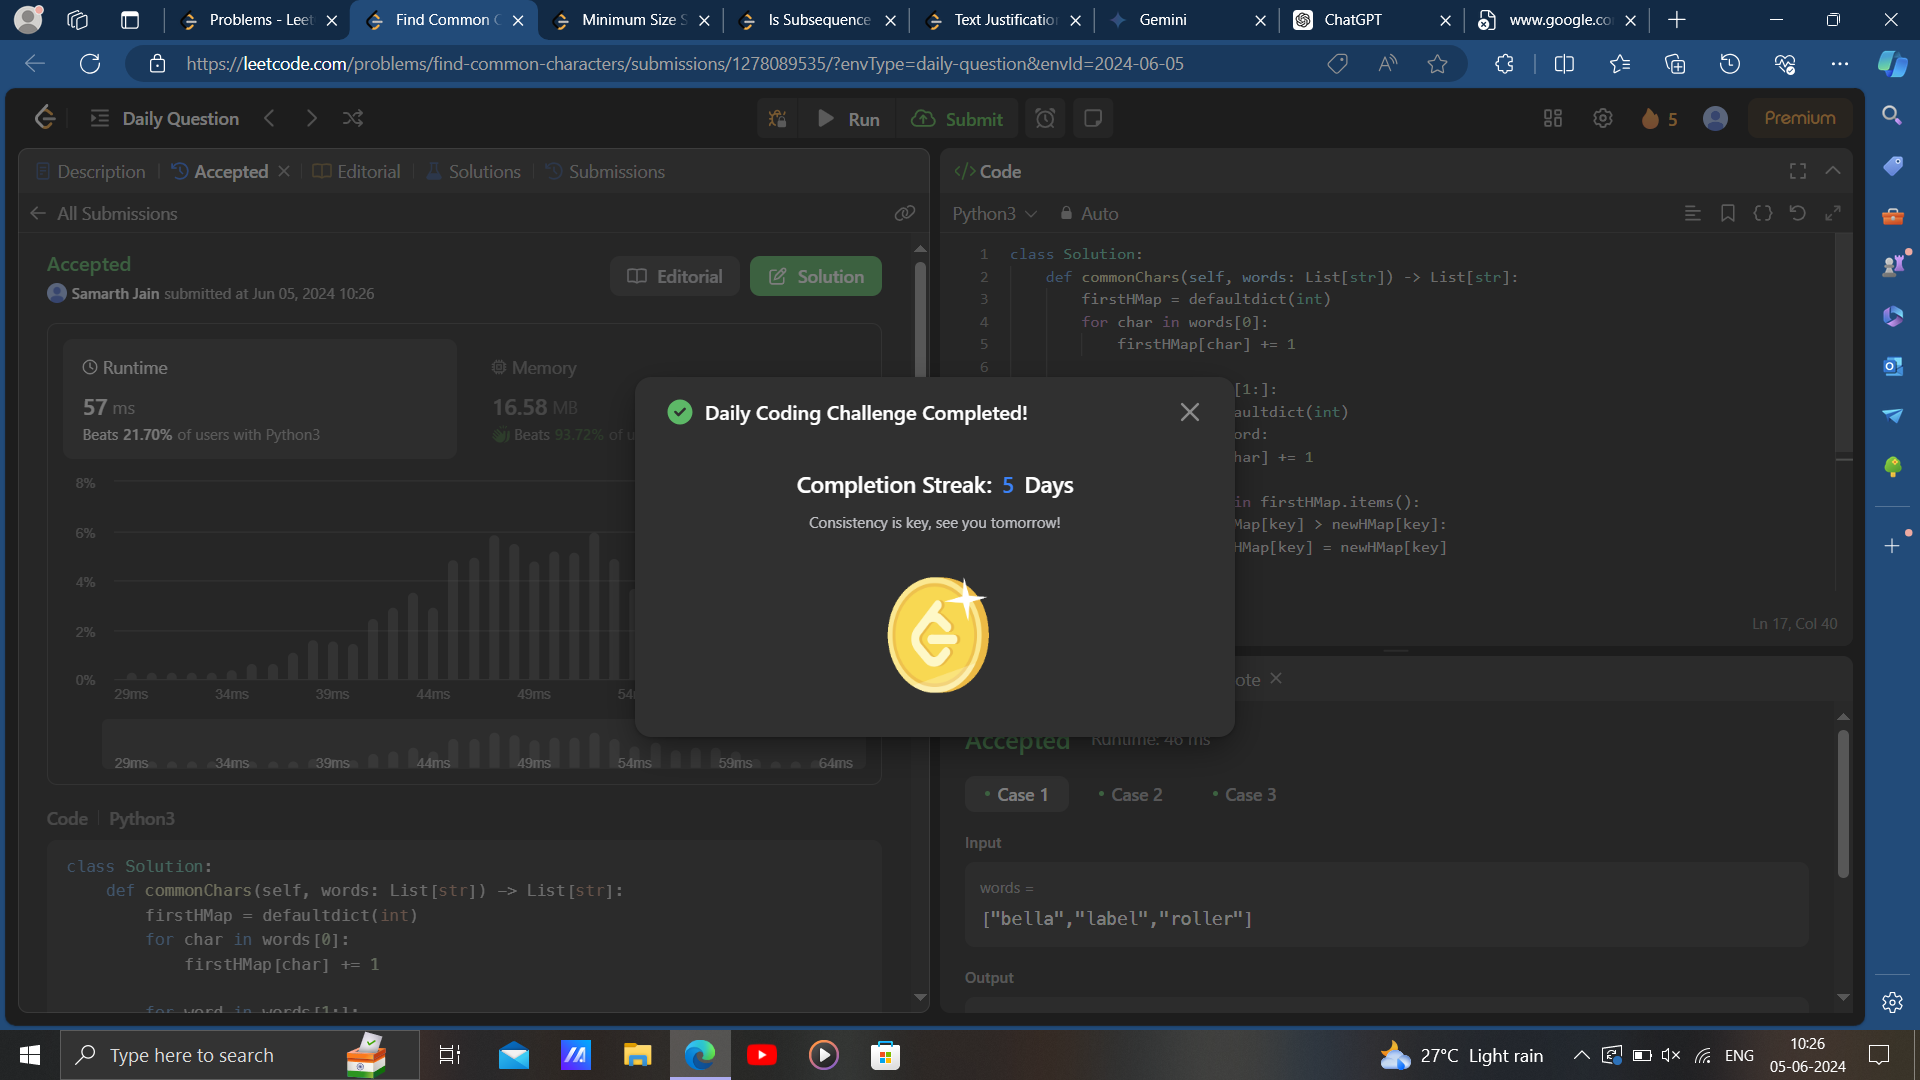 Problems - Leet
Find Common C
Minimum Size S
Is Subsequence
Text Justificatio
Gemini
ChatGPT
www.google.co
https://leetcode.com/problems/find-common-characters/submissions/1278089535/?envType=daily-question&envId=2024-06-05
Daily Question
Run
Submit
5
Premium
Description
Accepted
Editorial
Solutions
Submissions
All Submissions
Accepted
Samarth Jain submitted at Jun 05, 2024 10:26
Editorial
Solution
Runtime
57 ms
Beats 21.70% of users with Python3
Memory
16.58 MB
Beats 93.72% of u
8%
6%
4%
2%
0%
29ms 34ms 39ms 44ms 49ms 54
29ms 34ms 39ms 44ms 49ms 54ms 59ms 64ms
Code | Python3
class Solution:
def commonChars(self, words: List[str]) -> List[str]:
firstHMap = defaultdict(int)
for char in words[0]:
firstHMap[char] += 1
for word in words[1:]:
Daily Coding Challenge Completed!
Completion Streak: 5 Days
Consistency is key, see you tomorrow!
</> Code
Python3
Auto
1 class Solution:
2 def commonChars(self, words: List[str]) -> List[str]:
3 firstHMap = defaultdict(int)
4 for char in words[0]:
5 firstHMap[char] += 1
6
[1:]:
aultdict(int)
ord:
har] += 1
in firstHMap.items():
Map[key] > newHMap[key]:
HMap[key] = newHMap[key]
Ln 17, Col 40
ote
Accepted Runtime: 46 ms
Case 1
Case 2
Case 3
Input
words =
["bella","label","roller"]
Output
Type here to search
27°C Light rain
ENG
10:26
05-06-2024